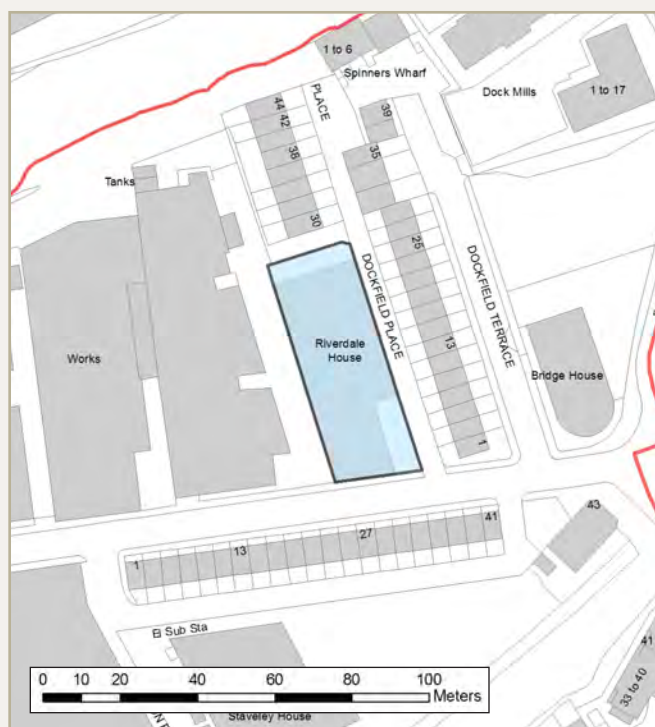 1 to 6
Spinners Wharf
Dock Mills
1 to 17
PLACE
44 42
39
38
35
Tanks
30
25
DOCKFIELD PLACE
DOCKFIELD TERRACE
Riverdale
House
Works
13
Bridge House
1
41
43
27
13
1
El Sub Sta
41
33 to 40
0 10 20 40 60 80 100
Meters
Staveley House